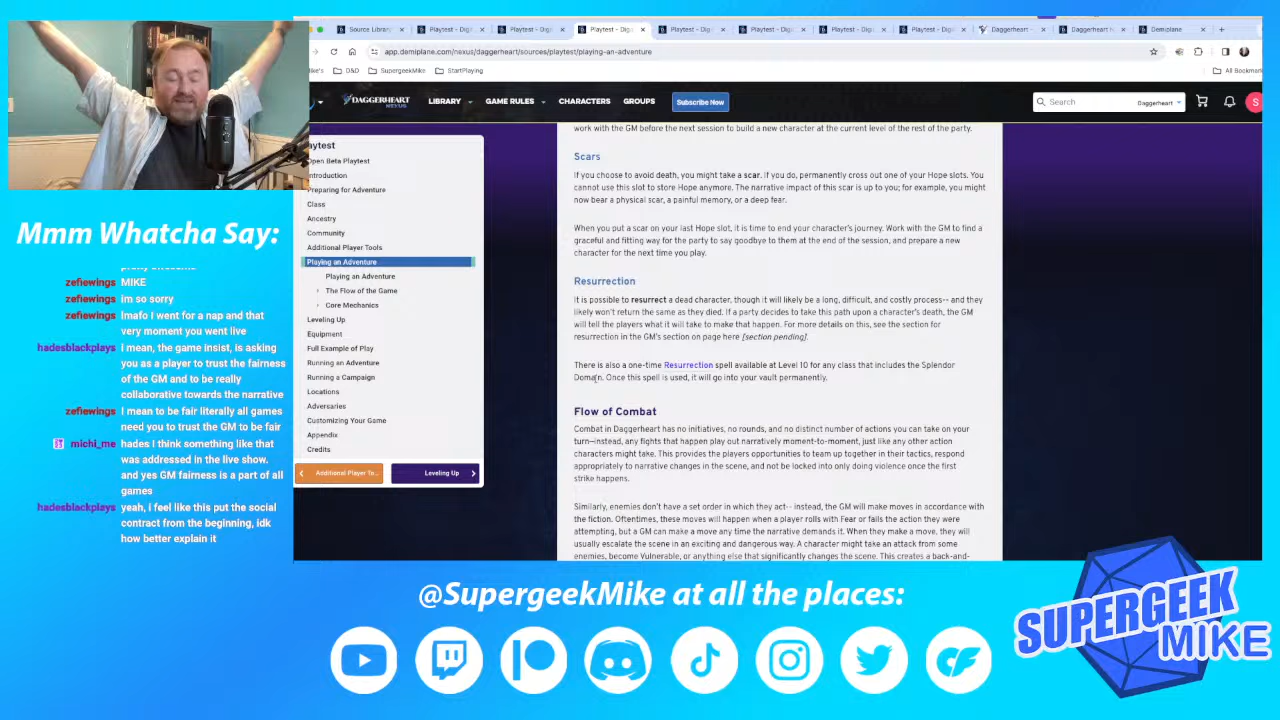 Source Library
Playtest - Dig
Playtest - Dig
Playtest - Dig
Playtest - Dig
Playtest - Dig
Playtest - Dig
Playtest - Dig
Daggerheart
Daggerheart N
Demiplane
app.demiplane.com/nexus/daggerheart/sources/playtest/playing-an-adventure
Mike's
D&D
SupergeekMike
StartPlaying
All Bookmar
DAGGERHEART
NEXUS
LIBRARY
GAME RULES
CHARACTERS
GROUPS
Subscribe Now
Search
Daggerheart
S
aytest
Open Beta Playtest
Introduction
Preparing for Adventure
Class
Ancestry
Community
Additional Player Tools
Playing an Adventure
Playing an Adventure
The Flow of the Game
Core Mechanics
Leveling Up
Equipment
Full Example of Play
Running an Adventure
Running a Campaign
Locations
Adversaries
Customizing Your Game
Appendix
Credits
Additional Player To...
Leveling Up
work with the GM before the next session to build a new character at the current level of the rest of the party.
Scars
If you choose to avoid death, you might take a scar. If you do, permanently cross out one of your Hope slots. You
cannot use this slot to store Hope anymore. The narrative impact of this scar is up to you; for example, you might
now bear a physical scar, a painful memory, or a deep fear.
When you put a scar on your last Hope slot, it is time to end your character's journey. Work with the GM to find a
graceful and fitting way for the party to say goodbye to them at the end of the session, and prepare a new
character for the next time you play.
Resurrection
It is possible to resurrect a dead character, though it will likely be a long, difficult, and costly process-- and they
likely won't return the same as they died. If a party decides to take this path upon a character's death, the GM
will tell the players what it will take to make that happen. For more details on this, see the section for
resurrection in the GM's section on page here [section pending].
There is also a one-time Resurrection spell available at Level 10 for any class that includes the Splendor
Domain. Once this spell is used, it will go into your vault permanently.
Flow of Combat
Combat in Daggerheart has no initiatives, no rounds, and no distinct number of actions you can take on your
turn—instead, any fights that happen play out narratively moment-to-moment, just like any other action
characters might take. This provides the players opportunities to team up together in their tactics, respond
appropriately to narrative changes in the scene, and not be locked into only doing violence once the first
strike happens.
Similarly, enemies don't have a set order in which they act-- instead, the GM will make moves in accordance with
the fiction. Oftentimes, these moves will happen when a player rolls with Fear or fails the action they were
attempting, but a GM can make a move any time the narrative demands it. When they make a move, they will
usually escalate the scene in an exciting and dangerous way. A character might take an attack from some
enemies, become Vulnerable, or anything else that significantly changes the scene. This creates a back-and-
Mmm Whatcha Say:
zefiewings MIKE
zefiewings im so sorry
zefiewings lmafo I went for a nap and that
very moment you went live
hadesblackplays I mean, the game insist, is asking
you as a player to trust the fairness
of the GM and to be really
collaborative towards the narrative
zefiewings I mean to be fair literally all games
need you to trust the GM to be fair
michi_me hades I think something like that
was addressed in the live show.
and yes GM fairness is a part of all
games
hadesblackplays yeah, i feel like this put the social
contract from the beginning, idk
how better explain it
@SupergeekMike at all the places:
SUPERGEEK
MIKE